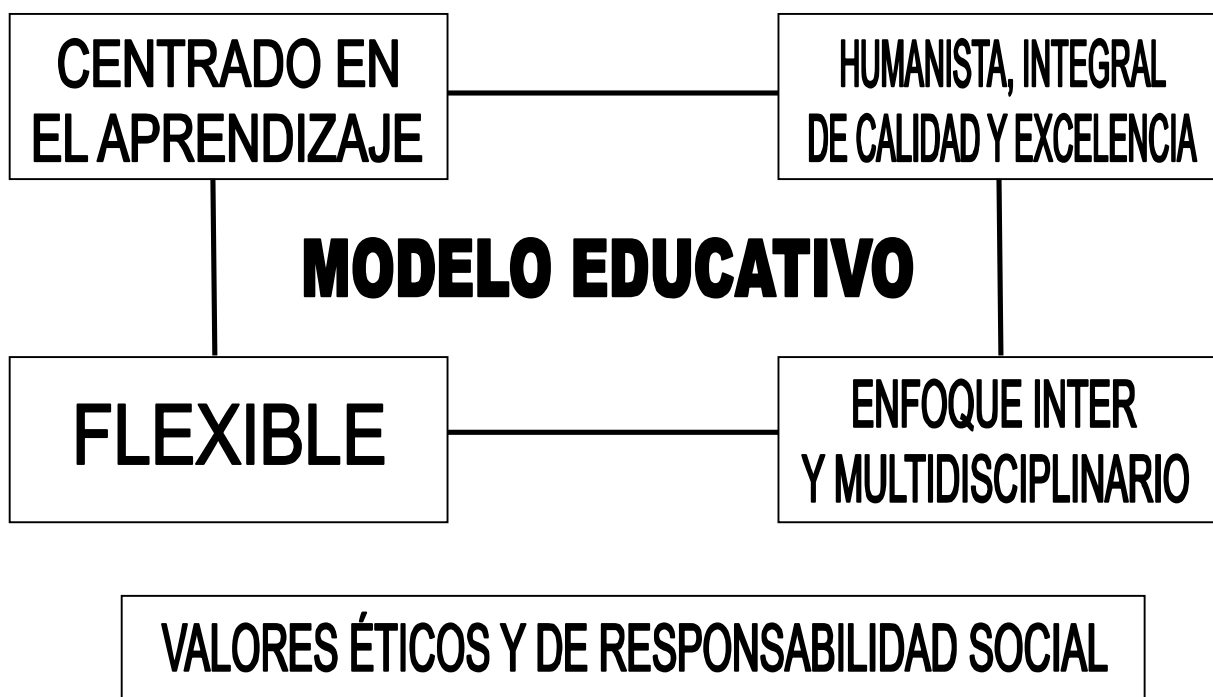 CENTRADO EN
EL APRENDIZAJE
HUMANISTA, INTEGRAL
DE CALIDAD Y EXCELENCIA
MODELO EDUCATIVO
FLEXIBLE
ENFOQUE INTER
Y MULTIDISCIPLINARIO
VALORES ÉTICOS Y DE RESPONSABILIDAD SOCIAL